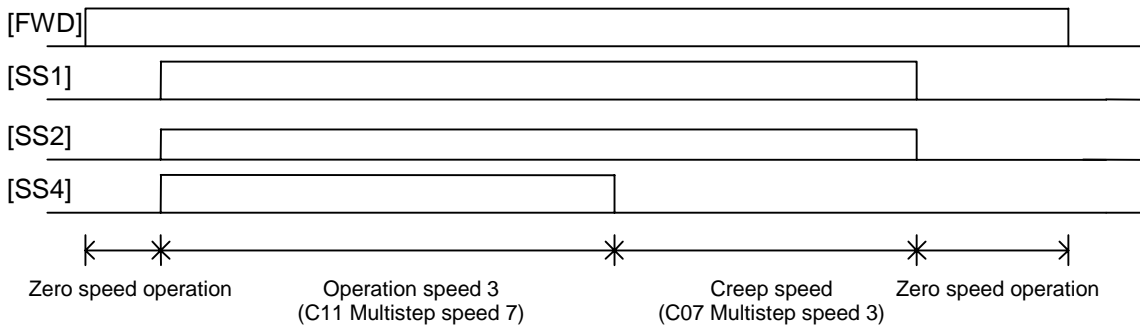 [FWD]
[SS1]
[SS2]
[SS4]
Zero speed operation
Operation speed 3
(C11 Multistep speed 7)
Creep speed
(C07 Multistep speed 3)
Zero speed operation